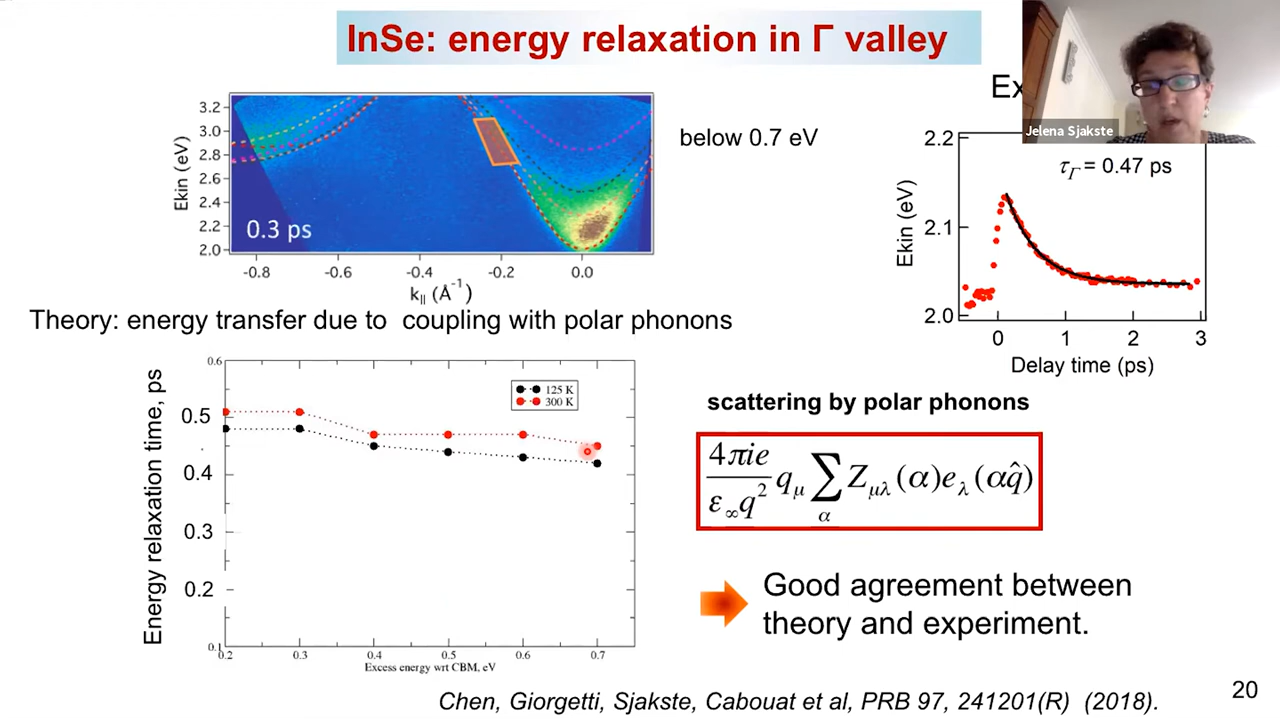 InSe: energy relaxation in Γ valley
Ex
Jelena Sjakste
below 0.7 eV
Ekin (eV)
3.2
3.0
2.8
2.6
2.4
2.2
2.0
0.3 ps
-0.8 -0.6 -0.4 -0.2 0.0
k|| (Å⁻¹)
τΓ = 0.47 ps
Ekin (eV)
2.2
2.1
2.0
0 1 2 3
Delay time (ps)
Theory: energy transfer due to coupling with polar phonons
Energy relaxation time, ps
0.6
0.5
0.4
0.3
0.2
0.1
125 K
300 K
0.2 0.3 0.4 0.5 0.6 0.7
Excess energy wrt CBM, eV
scattering by polar phonons
4πie / ε∞q² qμ ∑α Zμλ(α)eλ(αq̂)
Good agreement between
theory and experiment.
Chen, Giorgetti, Sjakste, Cabouat et al, PRB 97, 241201(R) (2018).
20